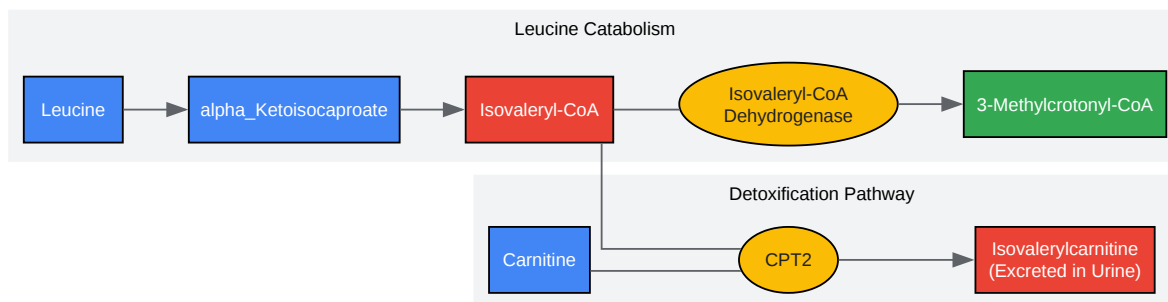 Leucine Catabolism
Leucine
alpha_Ketoisocaproate
Isovaleryl-CoA
Isovaleryl-CoA
Dehydrogenase
3-Methylcrotonyl-CoA
Detoxification Pathway
Carnitine
CPT2
Isovalerylcarnitine
(Excreted in Urine)